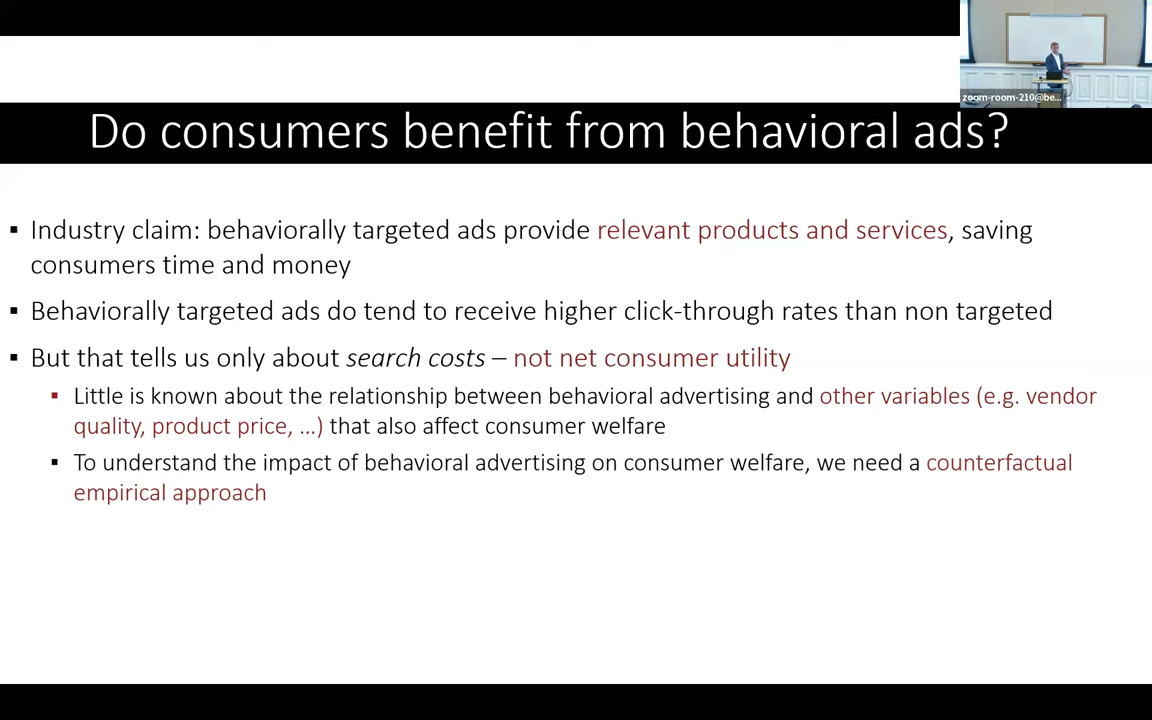 zoom-room-210@be...
Do consumers benefit from behavioral ads?
▪ Industry claim: behaviorally targeted ads provide relevant products and services, saving
consumers time and money
▪ Behaviorally targeted ads do tend to receive higher click-through rates than non targeted
▪ But that tells us only about search costs – not net consumer utility
▪ Little is known about the relationship between behavioral advertising and other variables (e.g. vendor
quality, product price, …) that also affect consumer welfare
▪ To understand the impact of behavioral advertising on consumer welfare, we need a counterfactual
empirical approach